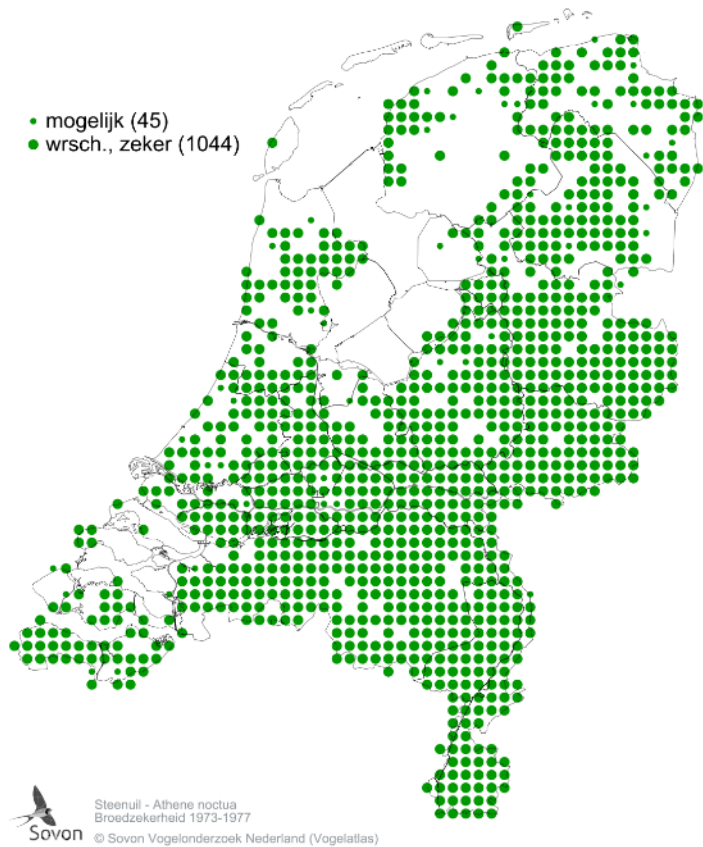 mogelijk (45)
wrsch., zeker (1044)
Sovon
Steenuil - Athene noctua
Broedzekerheid 1973-1977
© Sovon Vogelonderzoek Nederland (Vogelatlas)